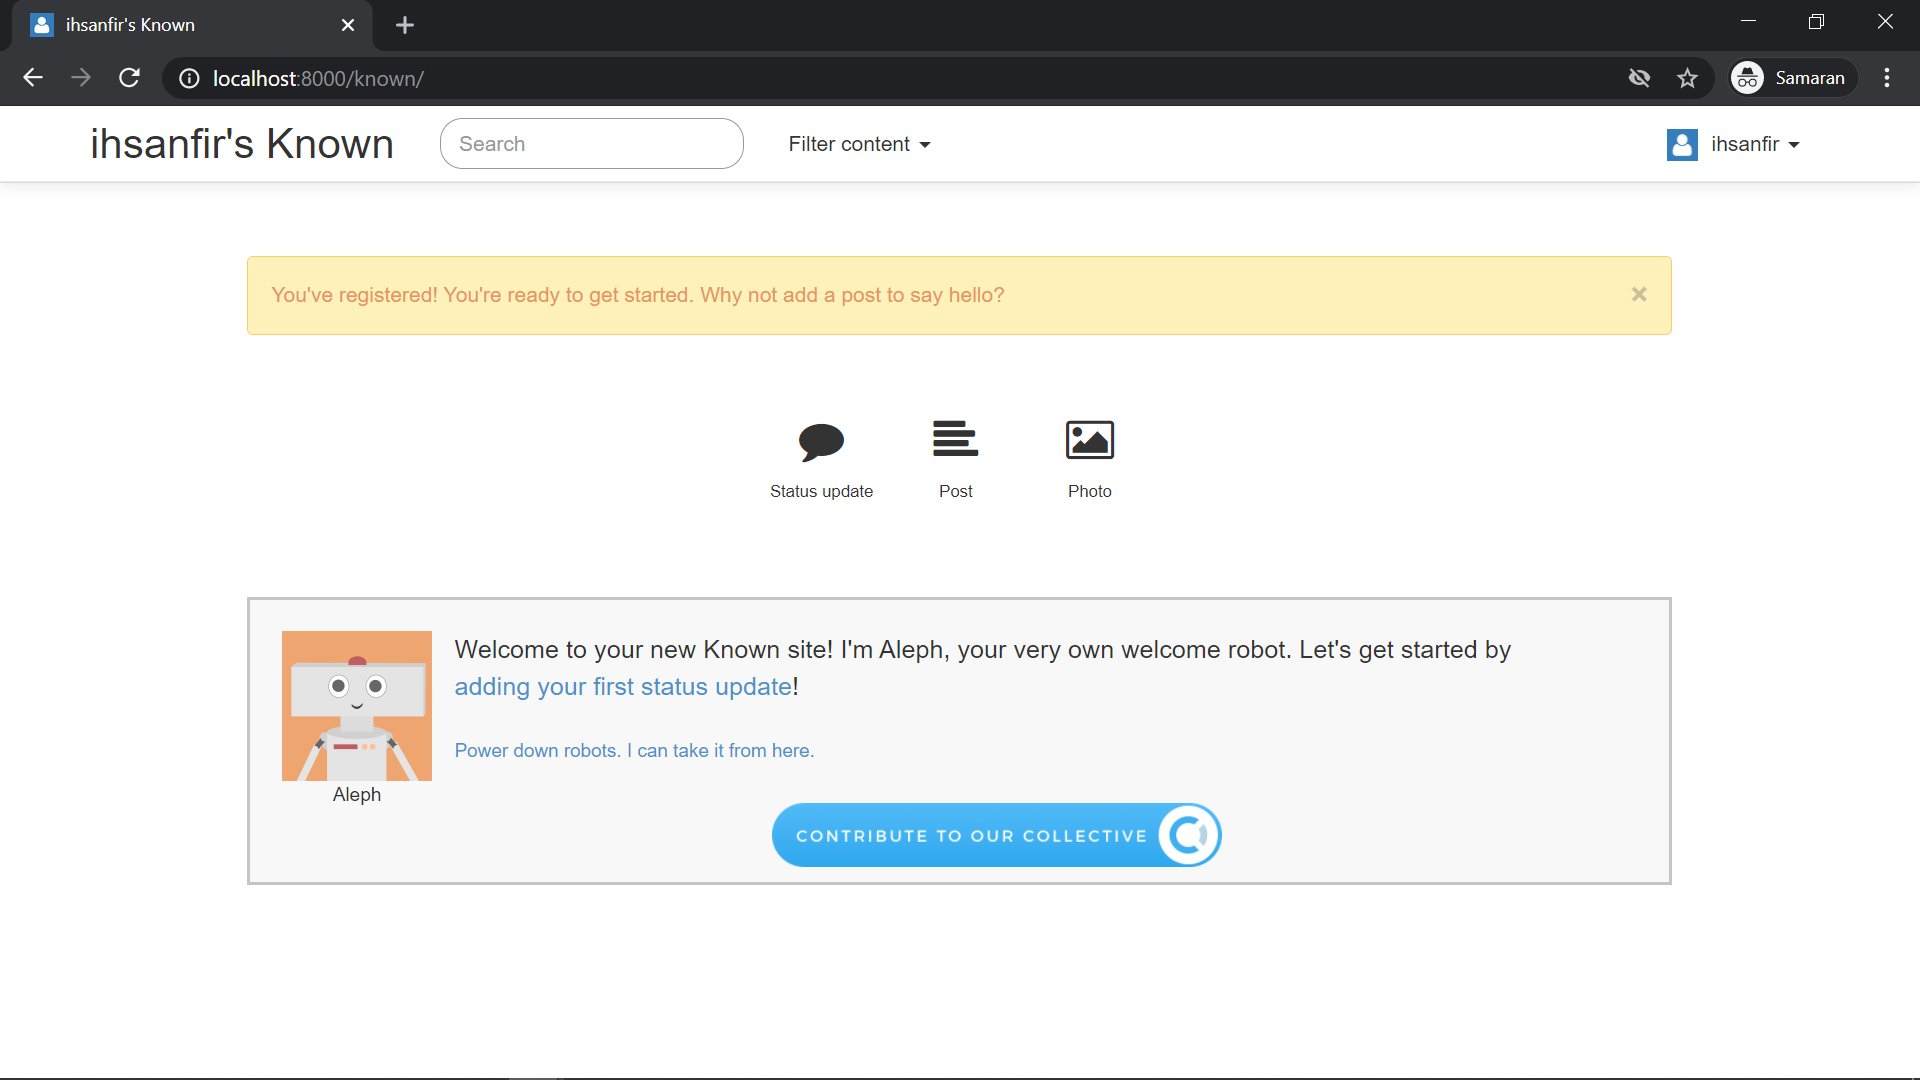 ihsanfir's Known
localhost:8000/known/
Samaran
ihsanfir's Known
Search
Filter content
ihsanfir
You've registered! You're ready to get started. Why not add a post to say hello?
Status update
Post
Photo
Welcome to your new Known site! I'm Aleph, your very own welcome robot. Let's get started by
adding your first status update!
Power down robots. I can take it from here.
Aleph
CONTRIBUTE TO OUR COLLECTIVE